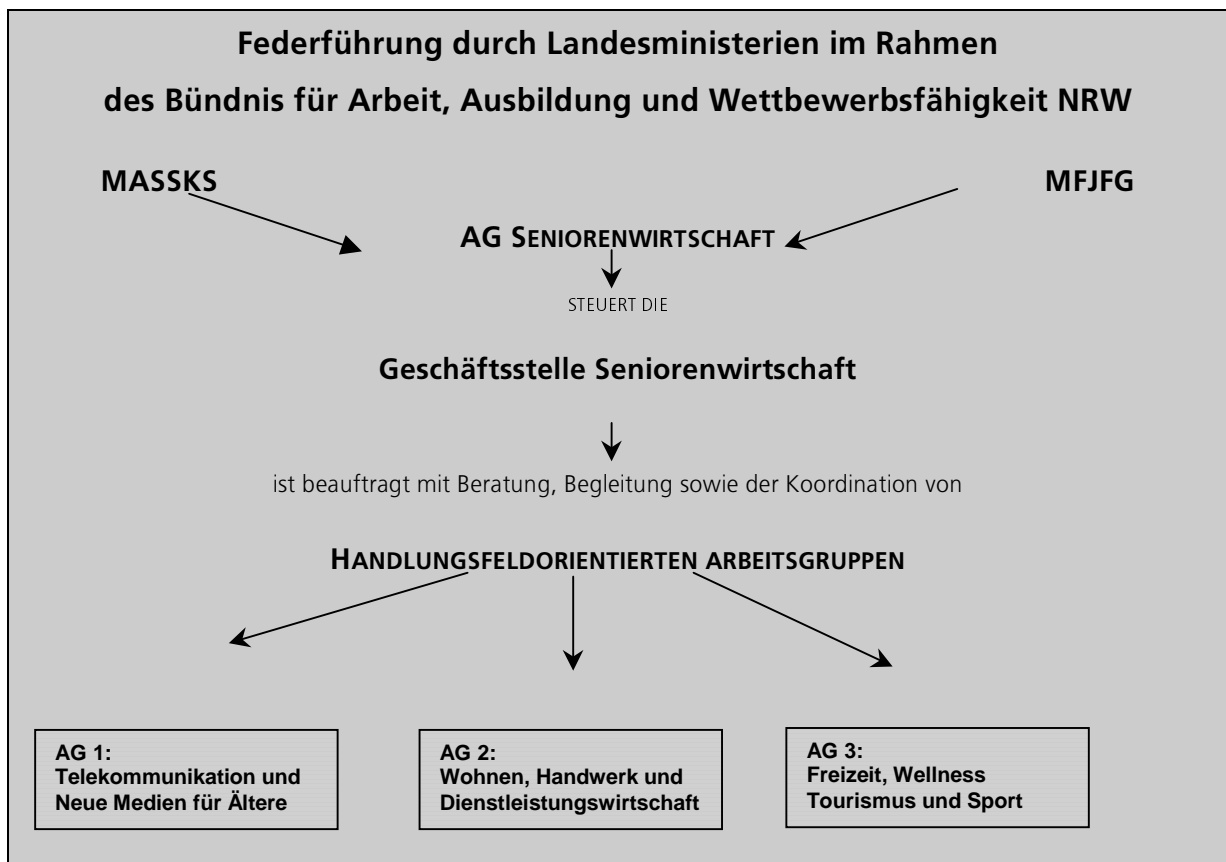 Federführung durch Landesministerien im Rahmen
des Bündnis für Arbeit, Ausbildung und Wettbewerbsfähigkeit NRW
MASSKS
MFJFG
AG SENIORENWIRTSCHAFT
STEUERT DIE
Geschäftsstelle Seniorenwirtschaft
ist beauftragt mit Beratung, Begleitung sowie der Koordination von
HANDLUNGSFELDORIENTIERTEN ARBEITSGRUPPEN
AG 1:
Telekommunikation und
Neue Medien für Ältere
AG 2:
Wohnen, Handwerk und
Dienstleistungswirtschaft
AG 3:
Freizeit, Wellness
Tourismus und Sport